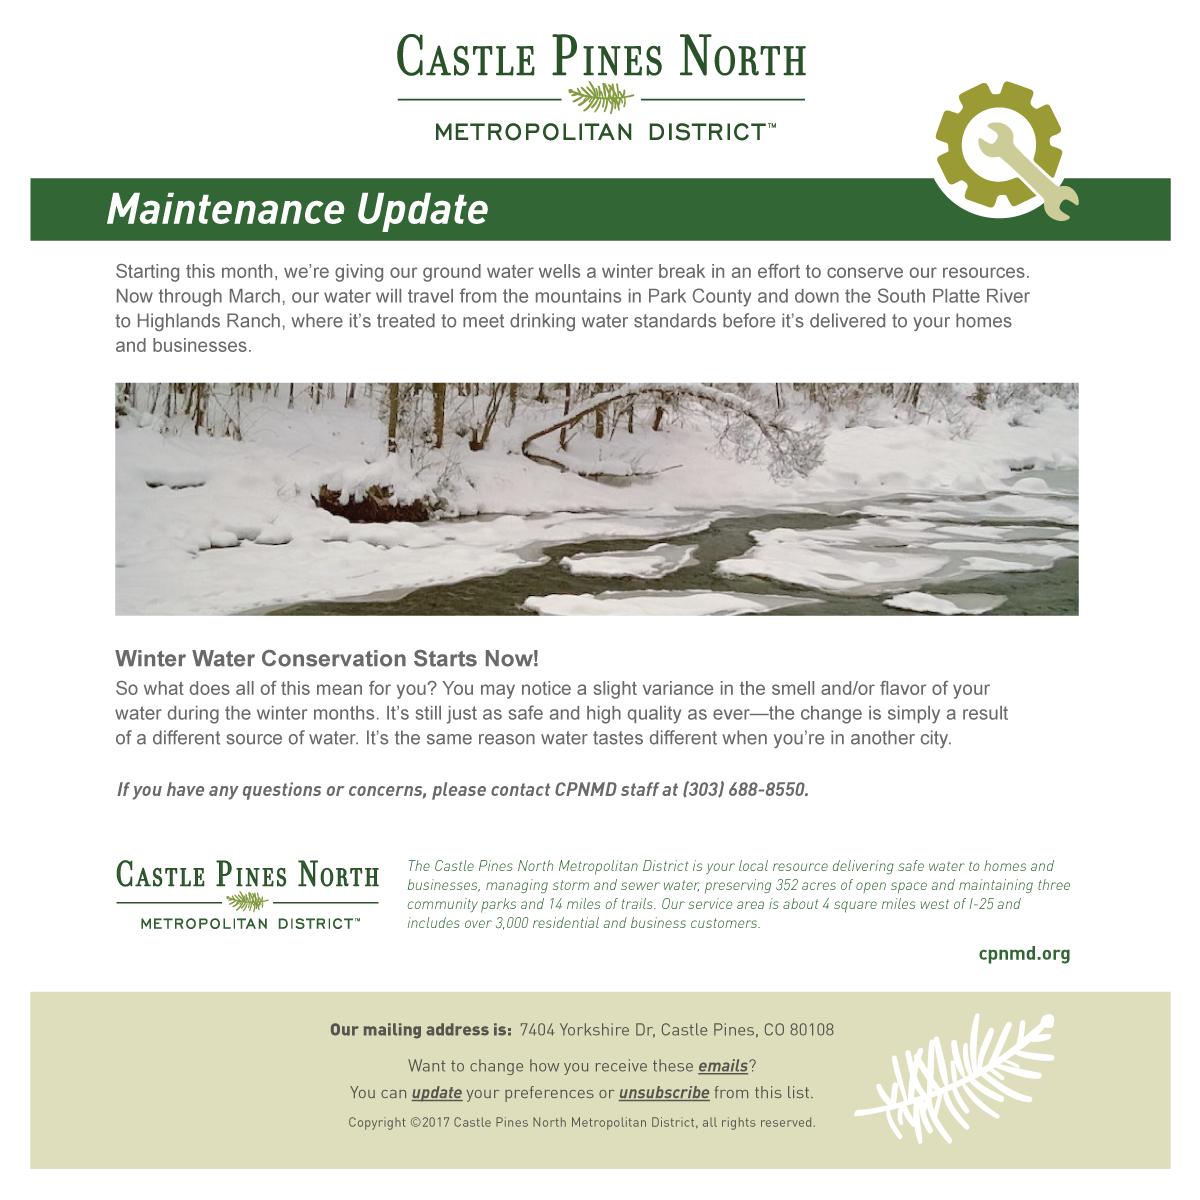 CASTLE PINES NORTH
METROPOLITAN DISTRICT™
Maintenance Update
Starting this month, we’re giving our ground water wells a winter break in an effort to conserve our resources.
Now through March, our water will travel from the mountains in Park County and down the South Platte River
to Highlands Ranch, where it’s treated to meet drinking water standards before it’s delivered to your homes
and businesses.
Winter Water Conservation Starts Now!
So what does all of this mean for you? You may notice a slight variance in the smell and/or flavor of your
water during the winter months. It’s still just as safe and high quality as ever—the change is simply a result
of a different source of water. It’s the same reason water tastes different when you’re in another city.
If you have any questions or concerns, please contact CPNMD staff at (303) 688-8550.
CASTLE PINES NORTH
METROPOLITAN DISTRICT™
The Castle Pines North Metropolitan District is your local resource delivering safe water to homes and
businesses, managing storm and sewer water, preserving 352 acres of open space and maintaining three
community parks and 14 miles of trails. Our service area is about 4 square miles west of I-25 and
includes over 3,000 residential and business customers.
cpnmd.org
Our mailing address is: 7404 Yorkshire Dr, Castle Pines, CO 80108
Want to change how you receive these emails?
You can update your preferences or unsubscribe from this list.
Copyright ©2017 Castle Pines North Metropolitan District, all rights reserved.